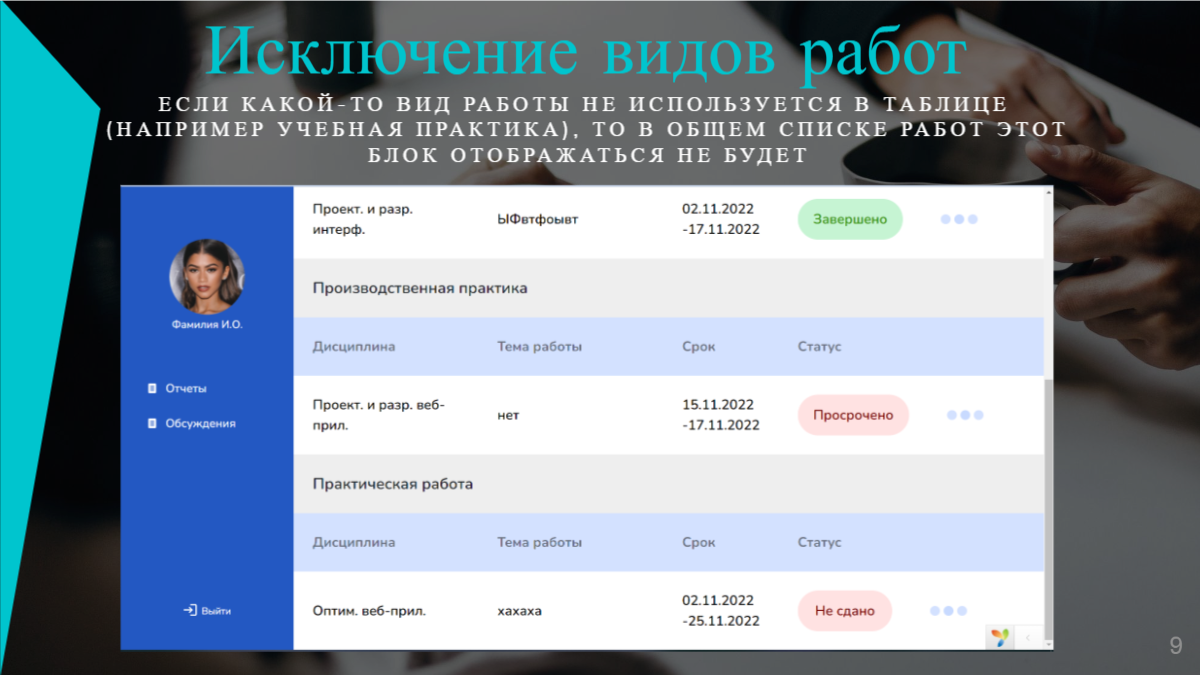 Исключение видов работ
ЕСЛИ КАКОЙ-ТО ВИД РАБОТЫ НЕ ИСПОЛЬЗУЕТСЯ В ТАБЛИЦЕ
(НАПРИМЕР УЧЕБНАЯ ПРАКТИКА), ТО В ОБЩЕМ СПИСКЕ РАБОТ ЭТОТ
БЛОК ОТОБРАЖАТЬСЯ НЕ БУДЕТ
Фамилия И.О.
Отчеты
Обсуждения
Выйти
Проект. и разр.
интерф.
ЫФвтфоывт
02.11.2022
-17.11.2022
Завершено
Производственная практика
Дисциплина Тема работы Срок Статус
Проект. и разр. веб-
прил.
нет
15.11.2022
-17.11.2022
Просрочено
Практическая работа
Дисциплина Тема работы Срок Статус
Оптим. веб-прил.
хахаха
02.11.2022
-25.11.2022
Не сдано
9